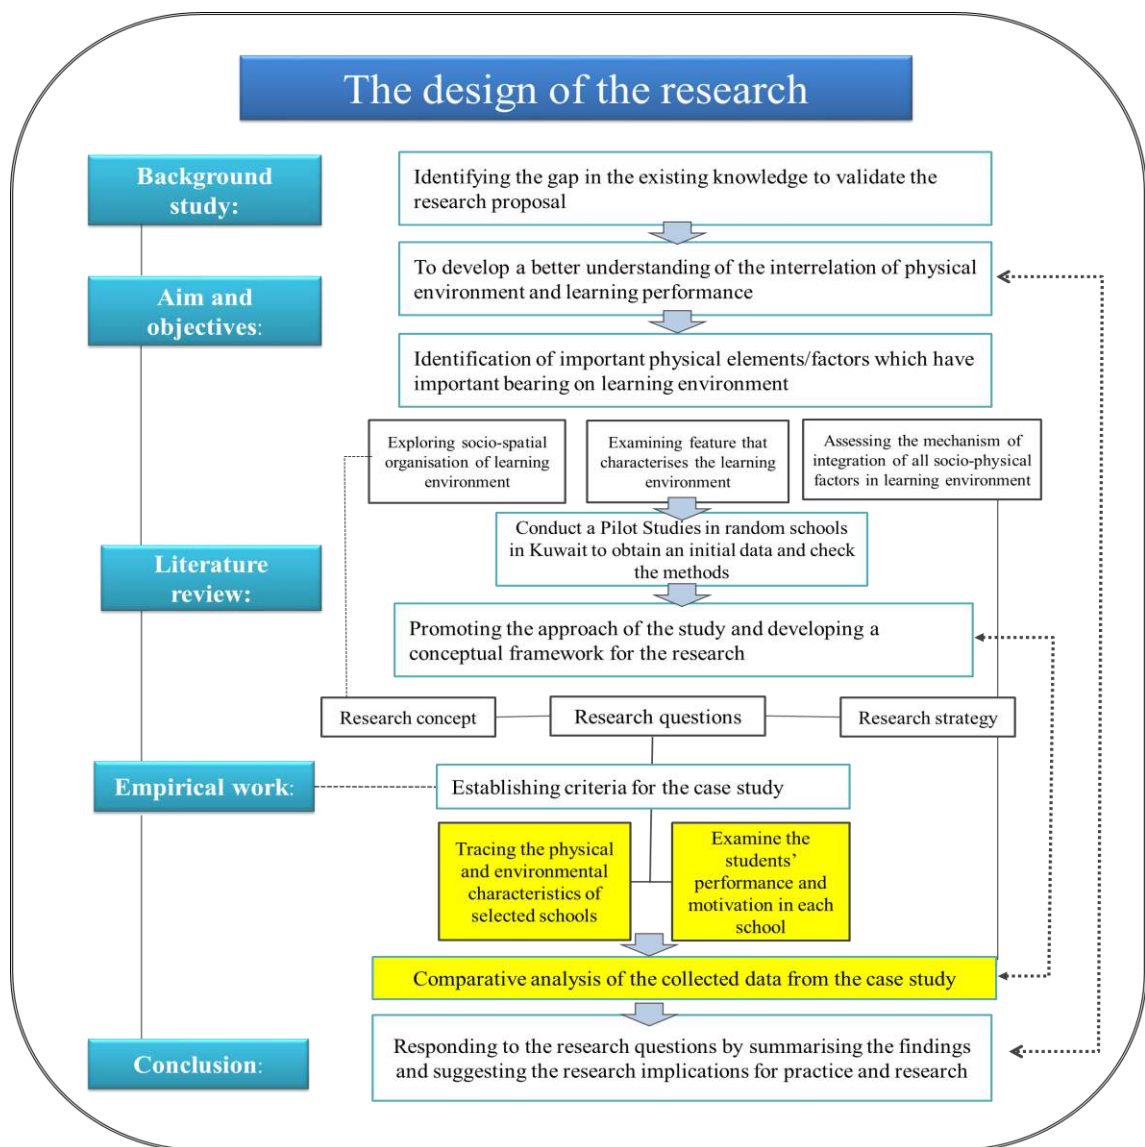 The design of the research
Background
study:
Identifying the gap in the existing knowledge to validate the
research proposal
To develop a better understanding of the interrelation of physical
environment and learning performance
Aim and
objectives:
Identification of important physical elements/factors which have
important bearing on learning environment
Exploring socio-spatial
organisation of learning
environment
Examining feature that
characterises the learning
environment
Assessing the mechanism of
integration of all socio-physical
factors in learning environment
Conduct a Pilot Studies in random schools
in Kuwait to obtain an initial data and check
the methods
Literature
review:
Promoting the approach of the study and developing a
conceptual framework for the research
Research concept
Research questions
Research strategy
Empirical work:
Establishing criteria for the case study
Tracing the physical
and environmental
characteristics of
selected schools
Examine the
students’
performance and
motivation in each
school
Comparative analysis of the collected data from the case study
Conclusion:
Responding to the research questions by summarising the findings
and suggesting the research implications for practice and research